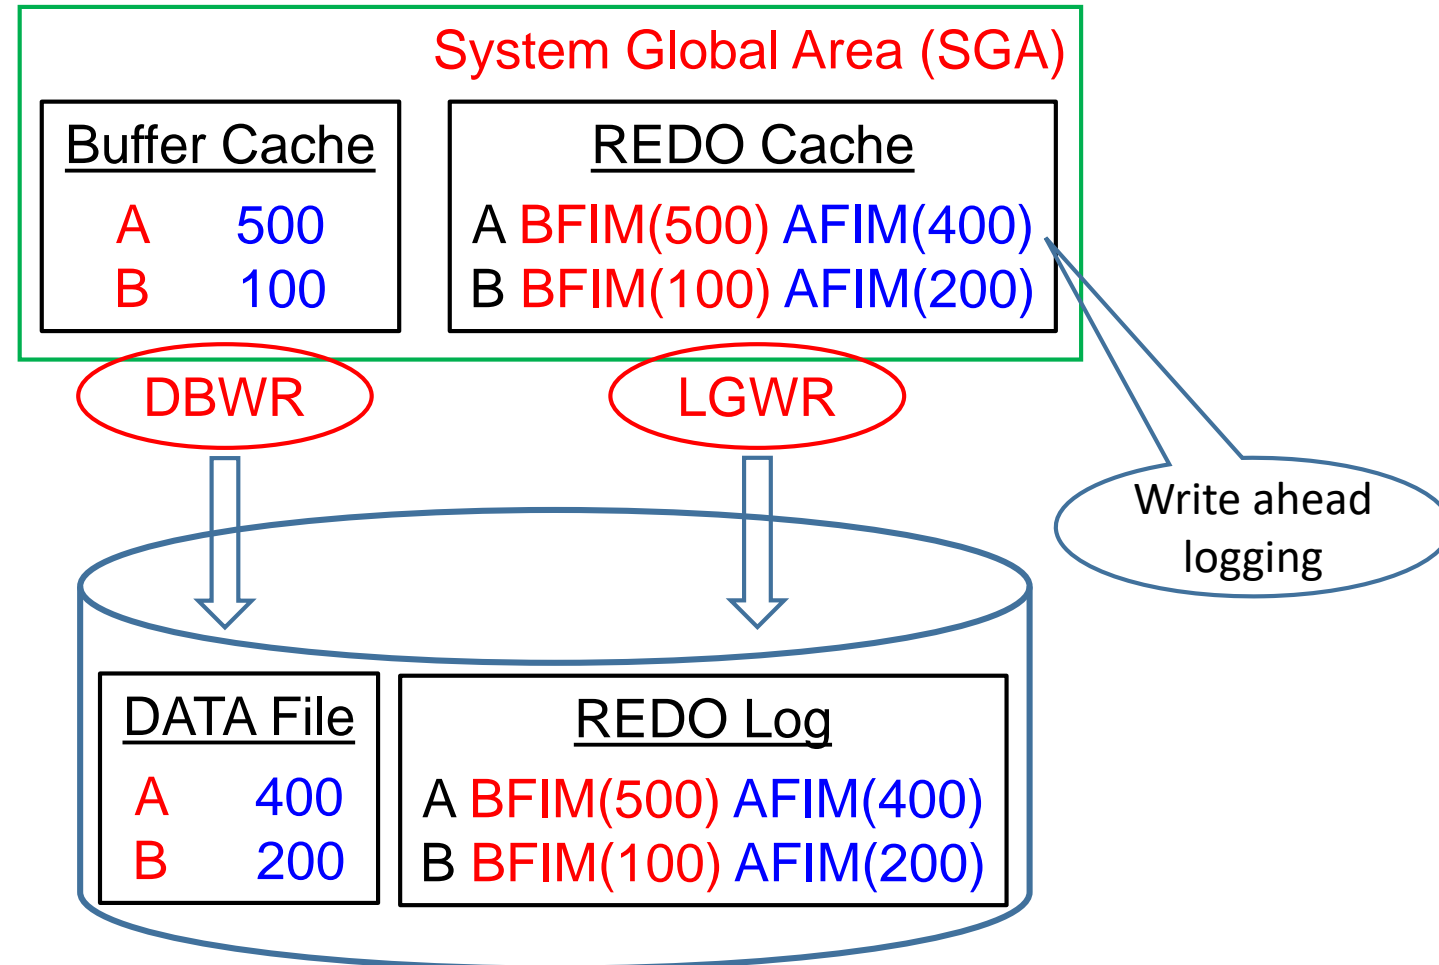 System Global Area (SGA)
Buffer Cache
A 500
B 100
REDO Cache
A BFIM(500) AFIM(400)
B BFIM(100) AFIM(200)
DBWR
LGWR
Write ahead
logging
DATA File
A 400
B 200
REDO Log
A BFIM(500) AFIM(400)
B BFIM(100) AFIM(200)